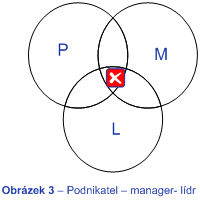 P
M
L
Obrázek 3 – Podnikatel – manager- lídr